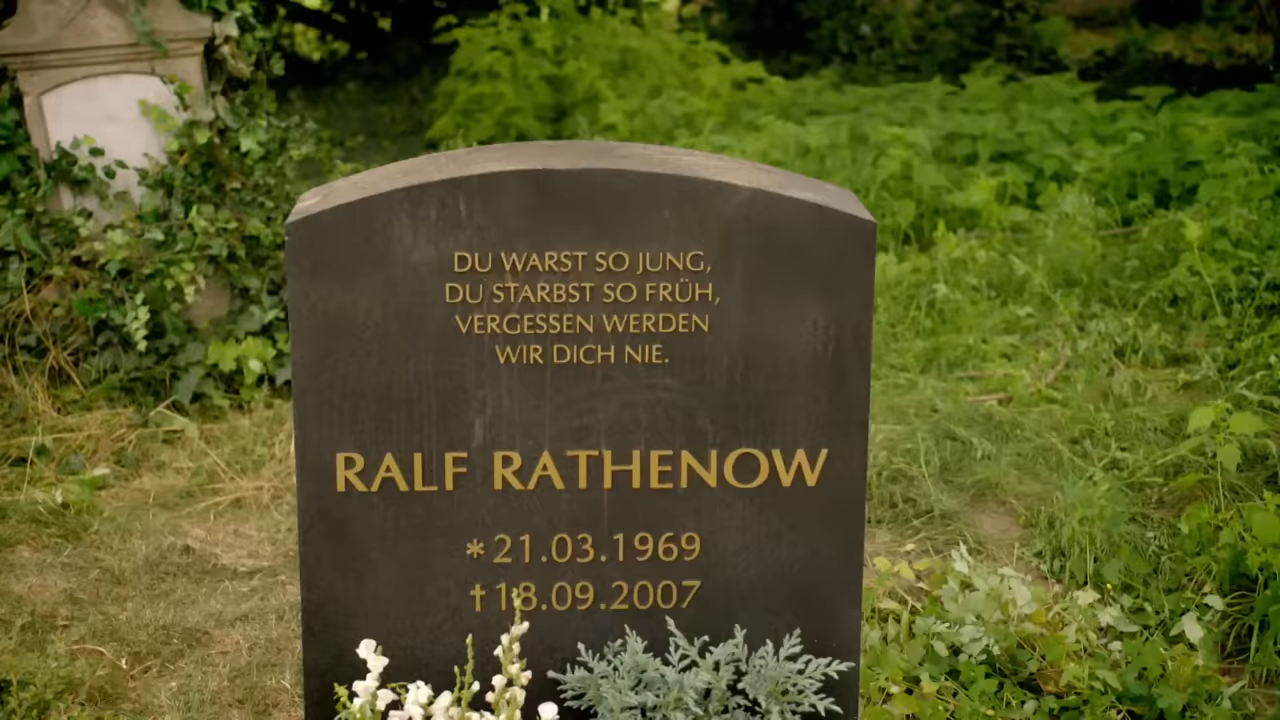 DU WARST SO JUNG,
DU STARBST SO FRÜH,
VERGESSEN WERDEN
WIR DICH NIE.
RALF RATHENOW
*21.03.1969
†18.09.2007